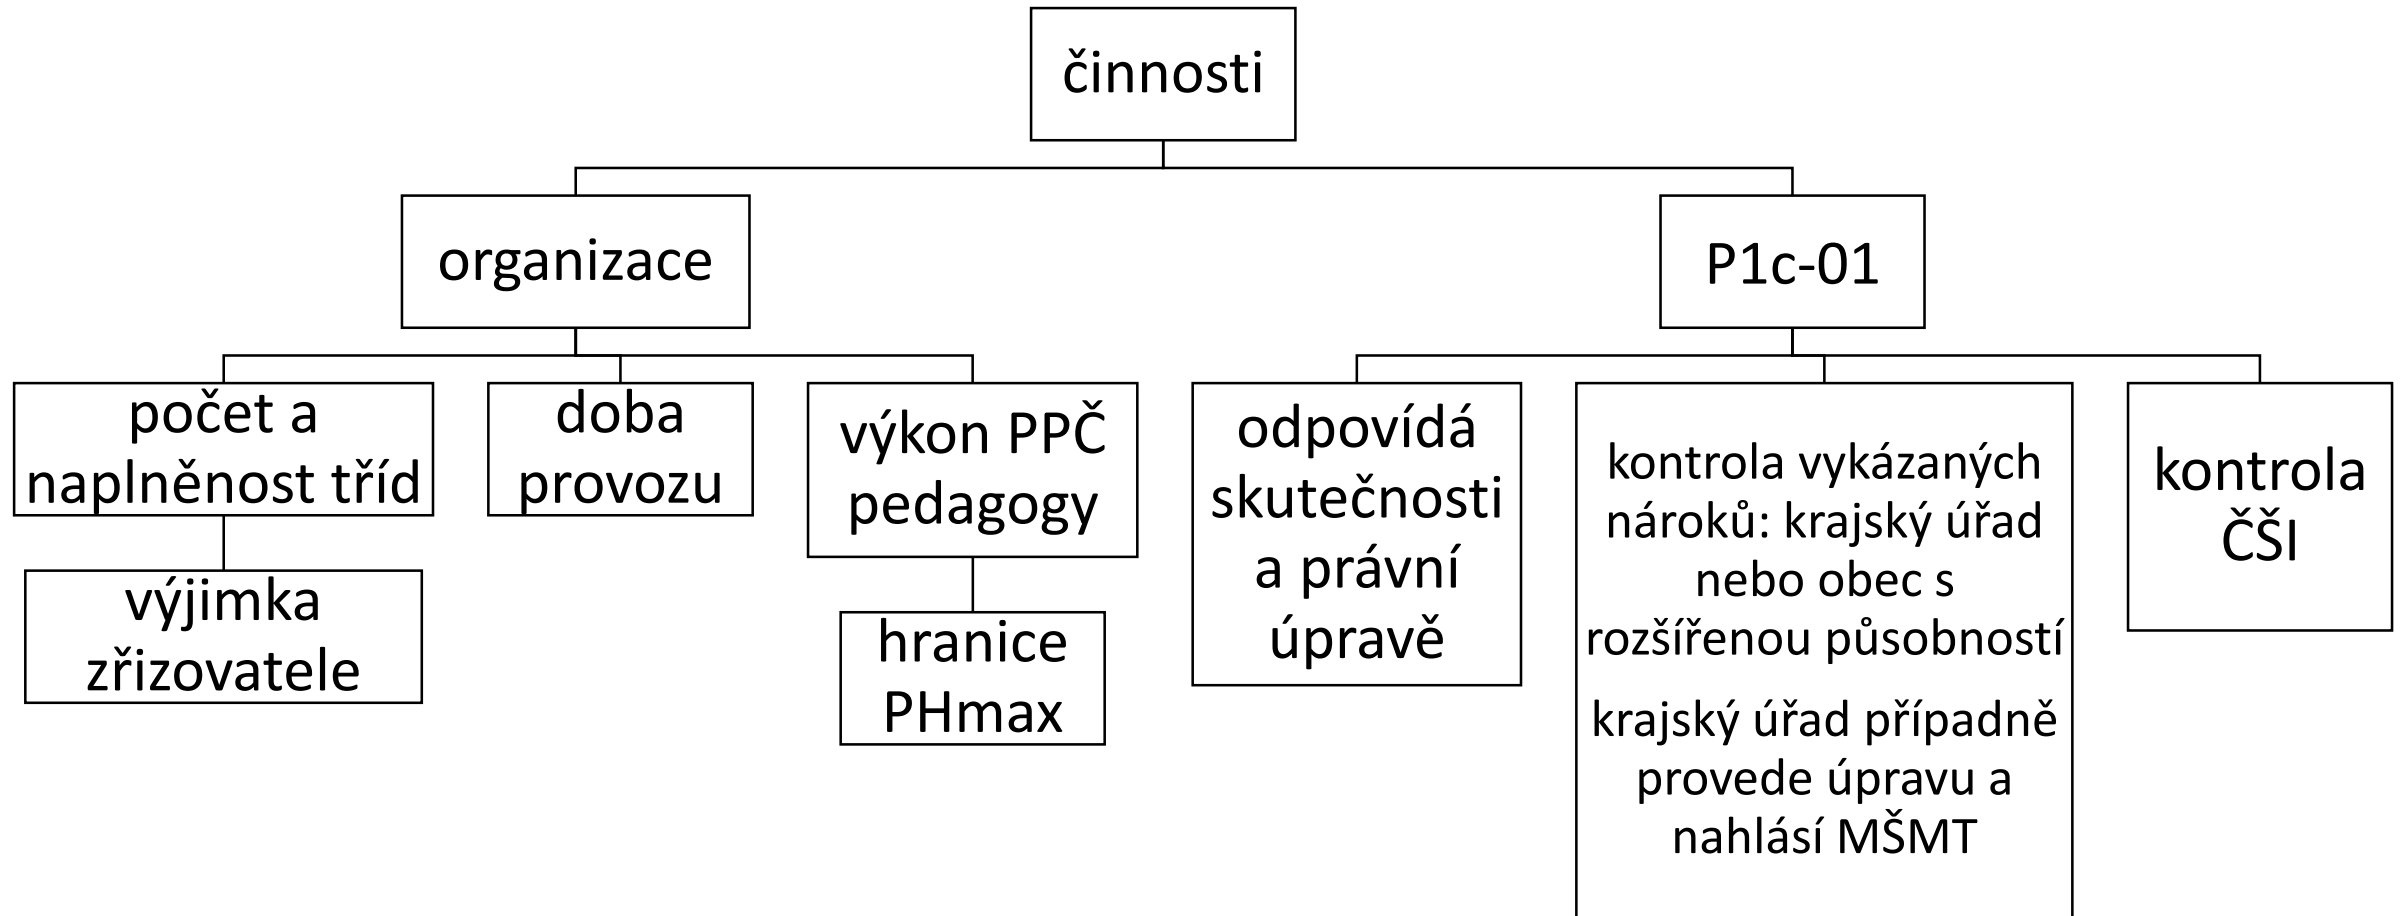 činnosti
organizace
P1c-01
počet a
naplněnost tříd
doba
provozu
výkon PPČ
pedagogy
odpovídá
skutečnosti
a právní
úpravě
kontrola vykázaných
nároků: krajský úřad
nebo obec s
rozšířenou působností
krajský úřad případně
provede úpravu a
nahlásí MŠMT
kontrola
ČŠI
výjimka
zřizovatele
hranice
PHmax